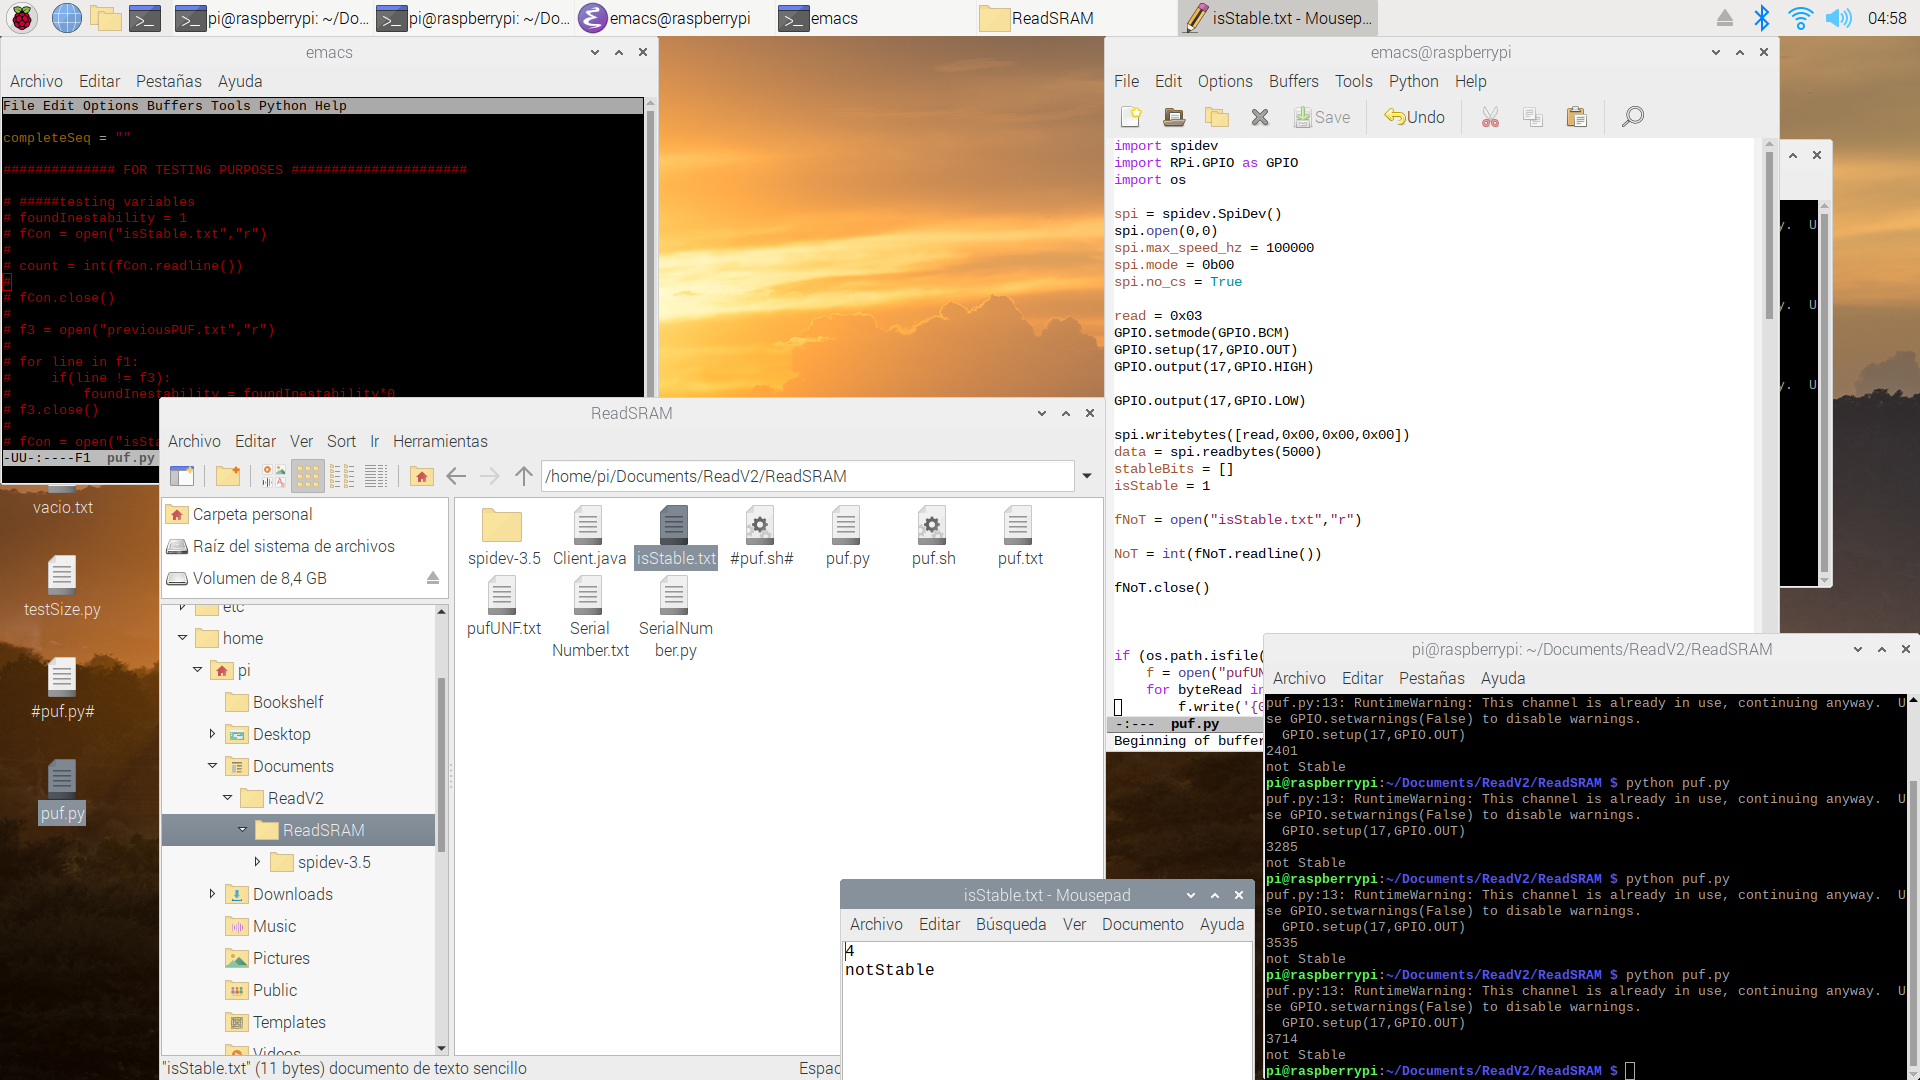 pi@raspberrypi: ~/Do...
pi@raspberrypi: ~/Do...
emacs@raspberrypi
emacs
ReadSRAM
isStable.txt - Mousep...
04:58
emacs
Archivo Editar Pestañas Ayuda
File Edit Options Buffers Tools Python Help
completeSeq = ""
############## FOR TESTING PURPOSES ######################
# #####testing variables
# foundInestability = 1
# fCon = open("isStable.txt","r")
#
# count = int(fCon.readline())
#
# fCon.close()
#
# f3 = open("previousPUF.txt","r")
#
# for line in f1:
#     if(line != f3):
#         foundInestability = foundInestability*0
# f3.close()
#
# fCon = open("isSta
-UU-:----F1  puf.py
vacio.txt
testSize.py
#puf.py#
puf.py
ReadSRAM
Archivo Editar Ver Sort Ir Herramientas
/home/pi/Documents/ReadV2/ReadSRAM
Carpeta personal
Raíz del sistema de archivos
Volumen de 8,4 GB
etc
home
pi
Bookshelf
Desktop
Documents
ReadV2
ReadSRAM
spidev-3.5
Downloads
Music
Pictures
Public
Templates
Videos
spidev-3.5 Client.java isStable.txt #puf.sh# puf.py puf.sh puf.txt
pufUNF.txt Serial Number.txt SerialNumber.py
"isStable.txt" (11 bytes) documento de texto sencillo
Espac
emacs@raspberrypi
File Edit Options Buffers Tools Python Help
Save Undo
import spidev
import RPi.GPIO as GPIO
import os
spi = spidev.SpiDev()
spi.open(0,0)
spi.max_speed_hz = 100000
spi.mode = 0b00
spi.no_cs = True
read = 0x03
GPIO.setmode(GPIO.BCM)
GPIO.setup(17,GPIO.OUT)
GPIO.output(17,GPIO.HIGH)
GPIO.output(17,GPIO.LOW)
spi.writebytes([read,0x00,0x00,0x00])
data = spi.readbytes(5000)
stableBits = []
isStable = 1
fNoT = open("isStable.txt","r")
NoT = int(fNoT.readline())
fNoT.close()
if (os.path.isfile(
    f = open("pufUN
    for byteRead in
        f.write('{0
-:---  puf.py
Beginning of buffer
y.  U
y.  U
y.  U
isStable.txt - Mousepad
Archivo Editar Búsqueda Ver Documento Ayuda
4
notStable
pi@raspberrypi: ~/Documents/ReadV2/ReadSRAM
Archivo Editar Pestañas Ayuda
puf.py:13: RuntimeWarning: This channel is already in use, continuing anyway.  U
se GPIO.setwarnings(False) to disable warnings.
  GPIO.setup(17,GPIO.OUT)
2401
not Stable
pi@raspberrypi:~/Documents/ReadV2/ReadSRAM $ python puf.py
puf.py:13: RuntimeWarning: This channel is already in use, continuing anyway.  U
se GPIO.setwarnings(False) to disable warnings.
  GPIO.setup(17,GPIO.OUT)
3285
not Stable
pi@raspberrypi:~/Documents/ReadV2/ReadSRAM $ python puf.py
puf.py:13: RuntimeWarning: This channel is already in use, continuing anyway.  U
se GPIO.setwarnings(False) to disable warnings.
  GPIO.setup(17,GPIO.OUT)
3535
not Stable
pi@raspberrypi:~/Documents/ReadV2/ReadSRAM $ python puf.py
puf.py:13: RuntimeWarning: This channel is already in use, continuing anyway.  U
se GPIO.setwarnings(False) to disable warnings.
  GPIO.setup(17,GPIO.OUT)
3714
not Stable
pi@raspberrypi:~/Documents/ReadV2/ReadSRAM $